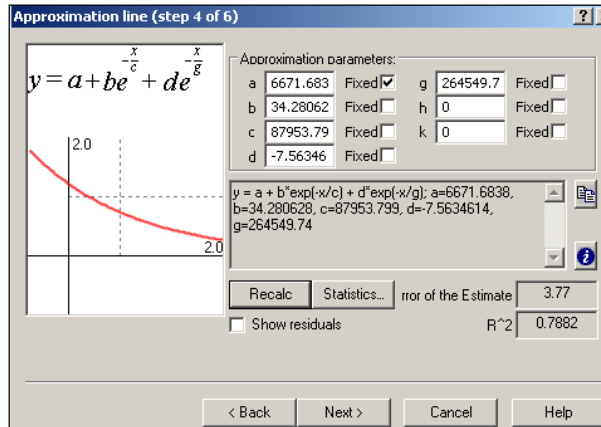 Approximation line (step 4 of 6)
?
y = a + be^(-x/c) + de^(-x/g)
2.0
2.0
Approximation parameters:
a 6671.683 Fixed g 264549.7 Fixed
b 34.28062 Fixed h 0 Fixed
c 87953.79 Fixed k 0 Fixed
d -7.56346 Fixed
y = a + b*exp(-x/c) + d*exp(-x/g); a=6671.6838,
b=34.280628, c=87953.799, d=-7.5634614,
g=264549.74
Recalc Statistics... rror of the Estimate 3.77
Show residuals R^2 0.7882
< Back Next > Cancel Help